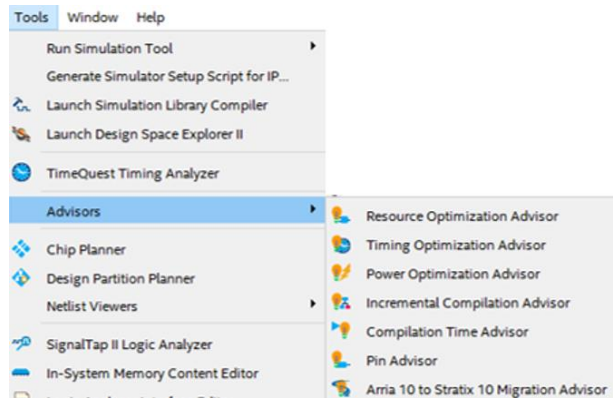 Tools Window Help
Run Simulation Tool
Generate Simulator Setup Script for IP...
Launch Simulation Library Compiler
Launch Design Space Explorer II
TimeQuest Timing Analyzer
Advisors
Chip Planner
Design Partition Planner
Netlist Viewers
SignalTap II Logic Analyzer
In-System Memory Content Editor
Resource Optimization Advisor
Timing Optimization Advisor
Power Optimization Advisor
Incremental Compilation Advisor
Compilation Time Advisor
Pin Advisor
Arria 10 to Stratix 10 Migration Advisor